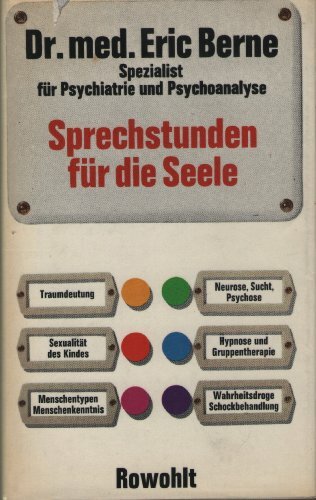 Dr. med. Eric Berne
Spezialist
für Psychiatrie und Psychoanalyse
Sprechstunden
für die Seele
Traumdeutung
Neurose, Sucht,
Psychose
Sexualität
des Kindes
Hypnose und
Gruppentherapie
Menschentypen
Menschenkenntnis
Wahrheitsdroge
Schockbehandlung
Rowohlt